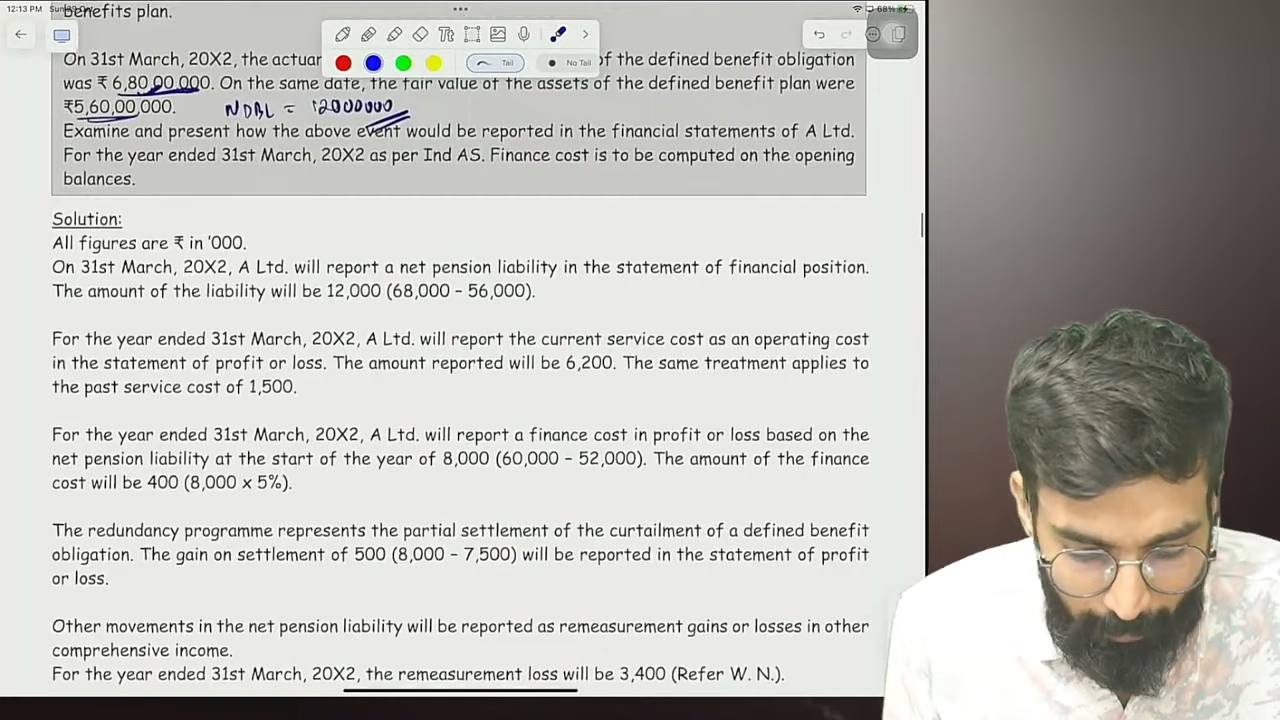 12:13 PM Sun
68%
benefits plan.
Tail
No Tail
On 31st March, 20X2, the actuar of the defined benefit obligation
was ₹ 6,80,00,000. On the same date, the fair value of the assets of the defined benefit plan were
₹5,60,00,000. NDBL = 12000000
Examine and present how the above event would be reported in the financial statements of A Ltd.
For the year ended 31st March, 20X2 as per Ind AS. Finance cost is to be computed on the opening
balances.
Solution:
All figures are ₹ in '000.
On 31st March, 20X2, A Ltd. will report a net pension liability in the statement of financial position.
The amount of the liability will be 12,000 (68,000 – 56,000).
For the year ended 31st March, 20X2, A Ltd. will report the current service cost as an operating cost
in the statement of profit or loss. The amount reported will be 6,200. The same treatment applies to
the past service cost of 1,500.
For the year ended 31st March, 20X2, A Ltd. will report a finance cost in profit or loss based on the
net pension liability at the start of the year of 8,000 (60,000 – 52,000). The amount of the finance
cost will be 400 (8,000 x 5%).
The redundancy programme represents the partial settlement of the curtailment of a defined benefit
obligation. The gain on settlement of 500 (8,000 – 7,500) will be reported in the statement of profit
or loss.
Other movements in the net pension liability will be reported as remeasurement gains or losses in other
comprehensive income.
For the year ended 31st March, 20X2, the remeasurement loss will be 3,400 (Refer W. N.).